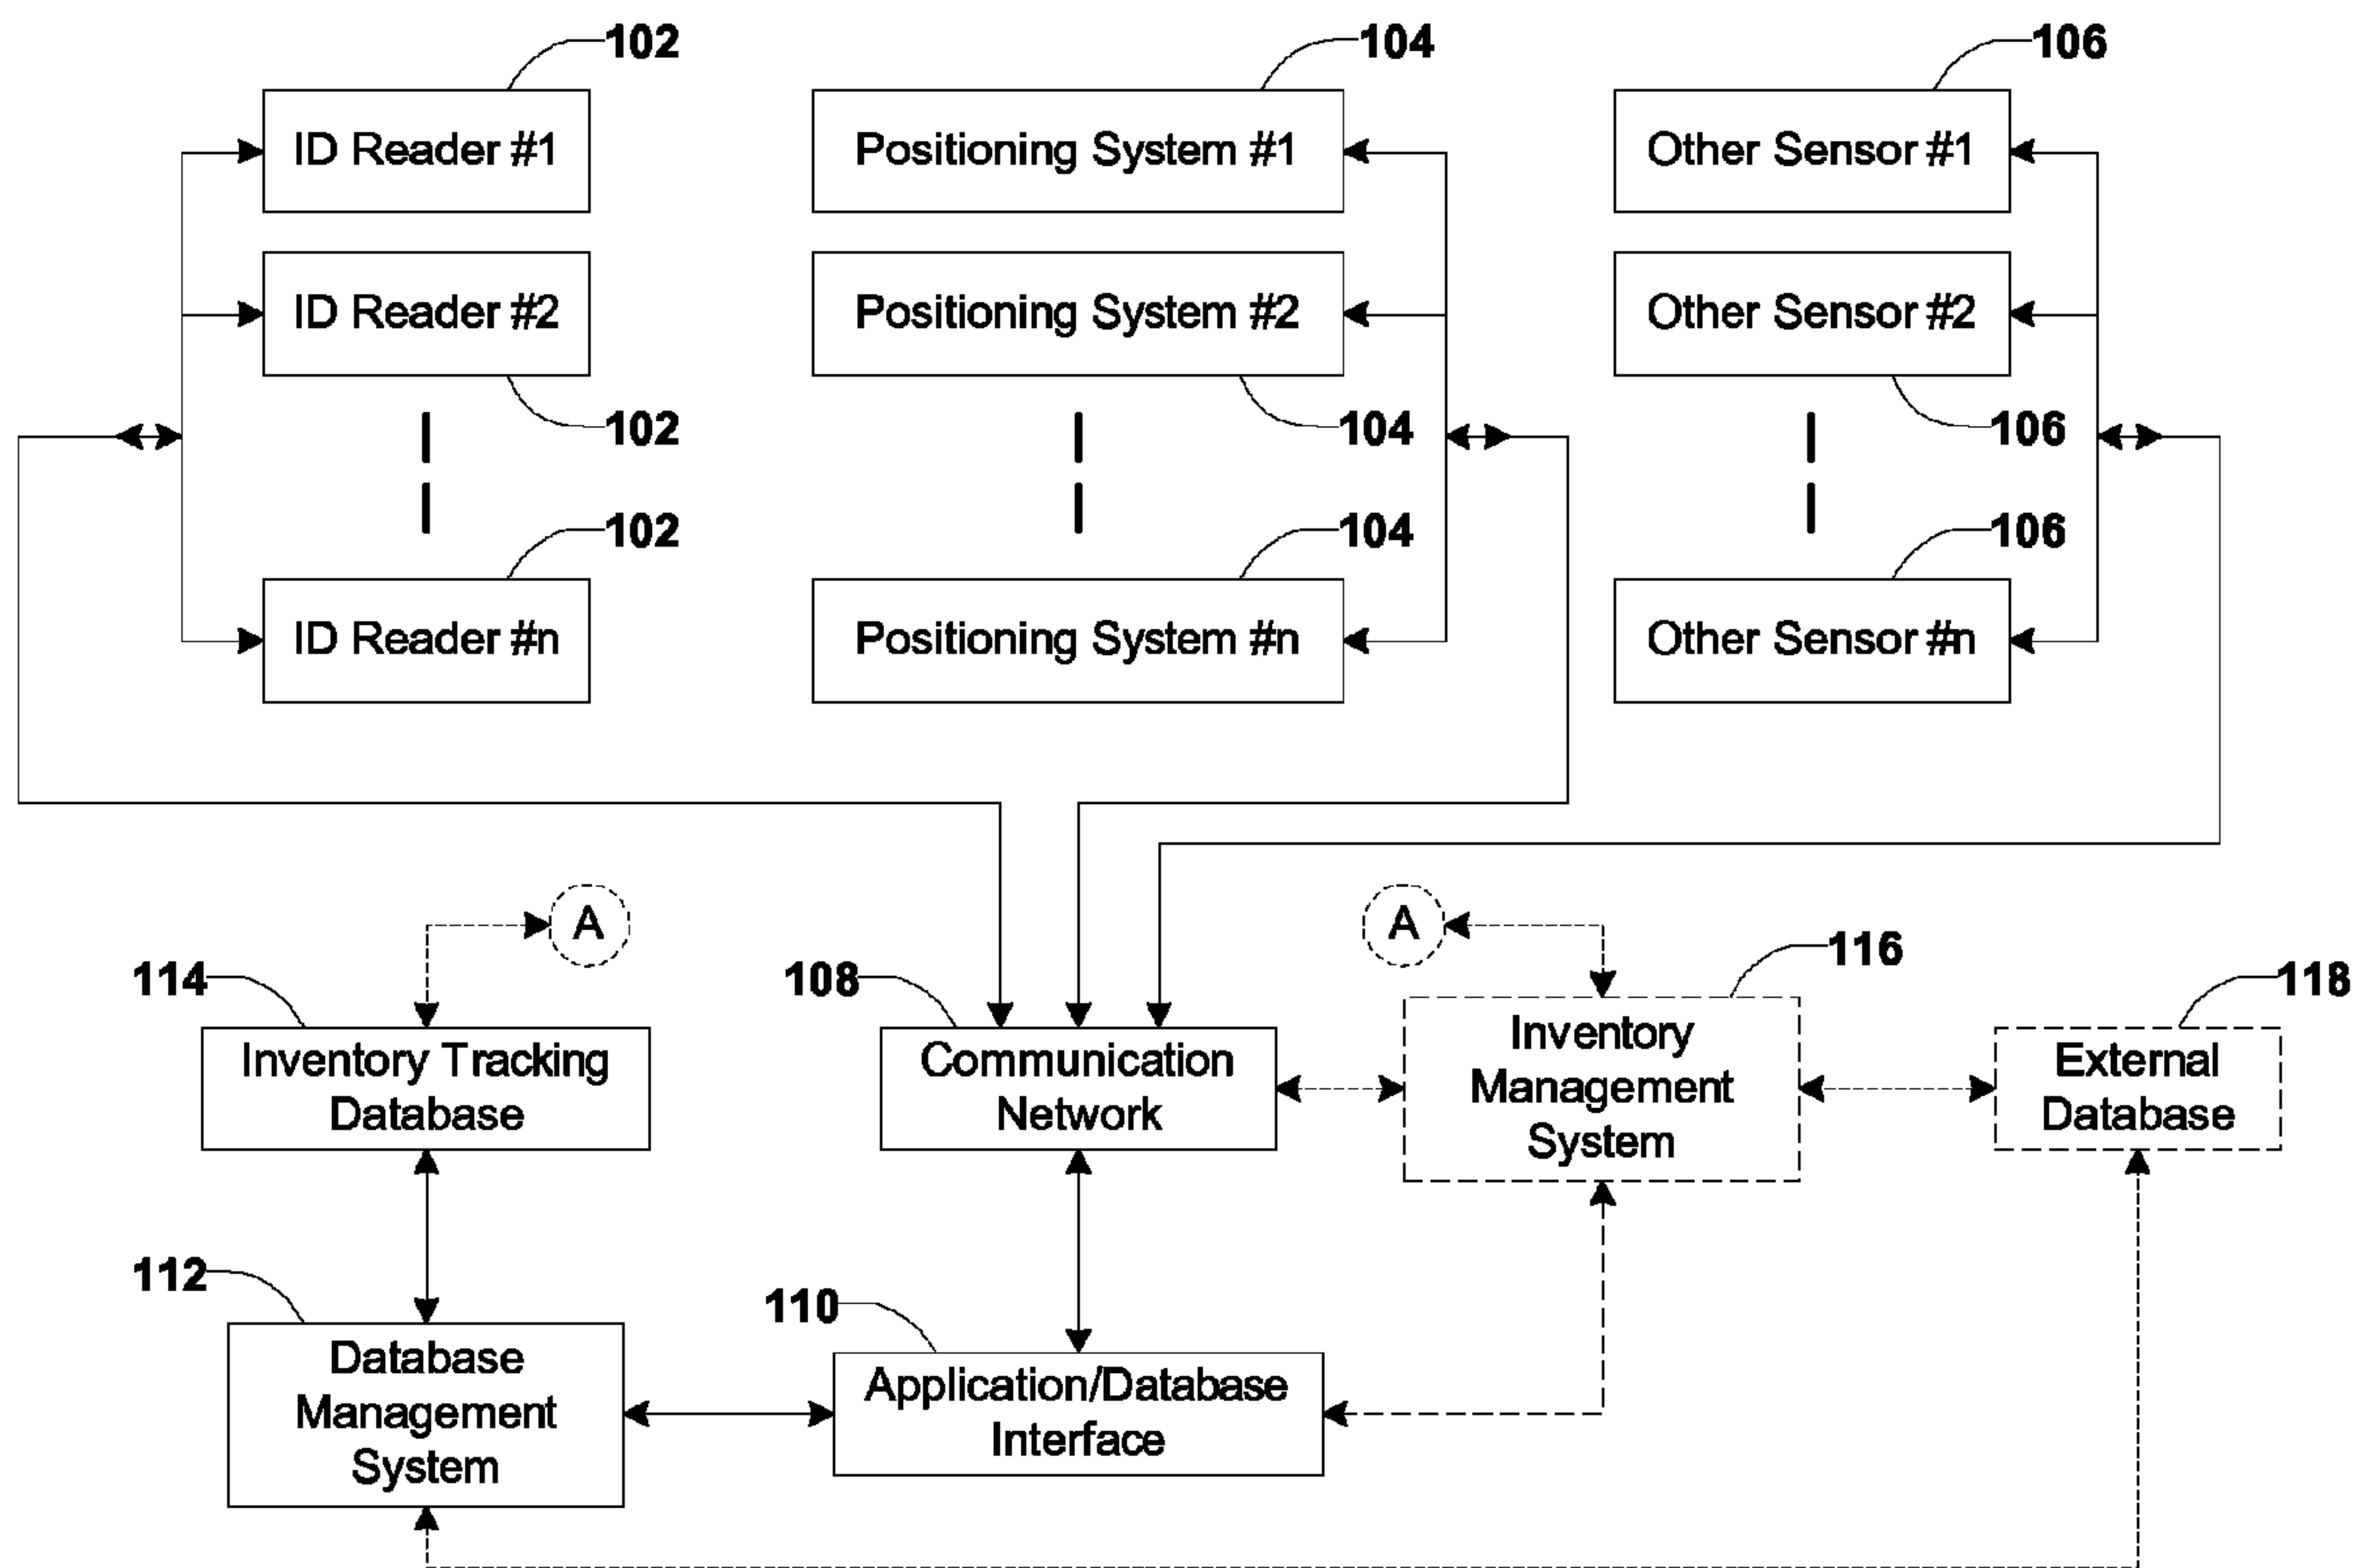 102
104
106
ID Reader #1
Positioning System #1
Other Sensor #1
ID Reader #2
Positioning System #2
Other Sensor #2
102
104
106
102
104
106
ID Reader #n
Positioning System #n
Other Sensor #n
A
A
114
108
116
118
Inventory Tracking
Database
Communication
Network
Inventory
Management
System
External
Database
112
110
Database
Management
System
Application/Database
Interface